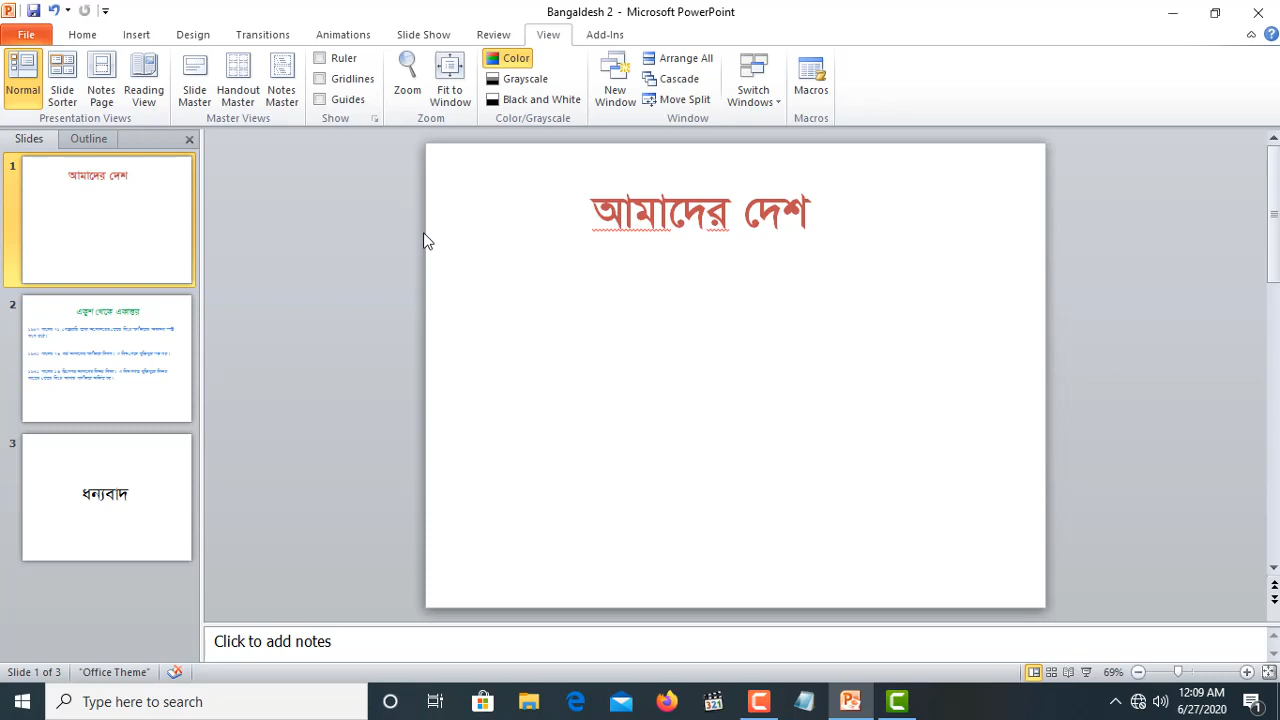 Bangaldesh 2 - Microsoft PowerPoint
File Home Insert Design Transitions Animations Slide Show Review View Add-Ins
Normal Slide Sorter Notes Page Reading View
Slide Master Handout Master Notes Master
Ruler
Gridlines
Guides
Zoom Fit to Window
Color
Grayscale
Black and White
New Window
Arrange All
Cascade
Move Split
Switch Windows
Macros
Presentation Views Master Views Show Zoom Color/Grayscale Window Macros
Slides Outline
1
আমাদের দেশ
2
একুশ থেকে একাত্তর
3
ধন্যবাদ
আমাদের দেশ
Click to add notes
Slide 1 of 3 "Office Theme" 69%
Type here to search
12:09 AM
6/27/2020